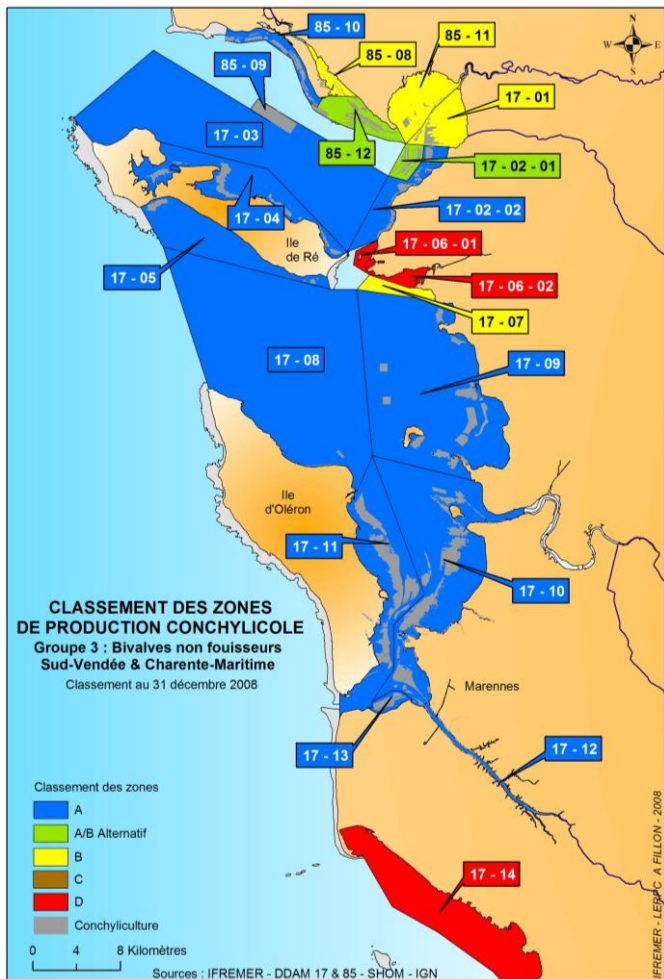 85 - 10
85 - 08
85 - 11
85 - 09
17 - 01
17 - 03
85 - 12
17 - 02 - 01
17 - 04
17 - 02 - 02
Ile
de Ré
17 - 06 - 01
17 - 05
17 - 06 - 02
17 - 07
17 - 08
17 - 09
Ile
d'Oléron
17 - 11
17 - 10
CLASSEMENT DES ZONES
DE PRODUCTION CONCHYLICOLE
Groupe 3 : Bivalves non fouisseurs
Sud-Vendée & Charente-Maritime
Classement au 31 décembre 2008
Marennes
17 - 13
17 - 12
17 - 14
Classement des zones
A
A/B Alternatif
B
C
D
Conchyliculture
0 4 8 Kilomètres
Sources : IFREMER - DDAM 17 & 85 - SHOM - IGN
IFREMER - LERPC A FILLON - 2008
N
W E
S